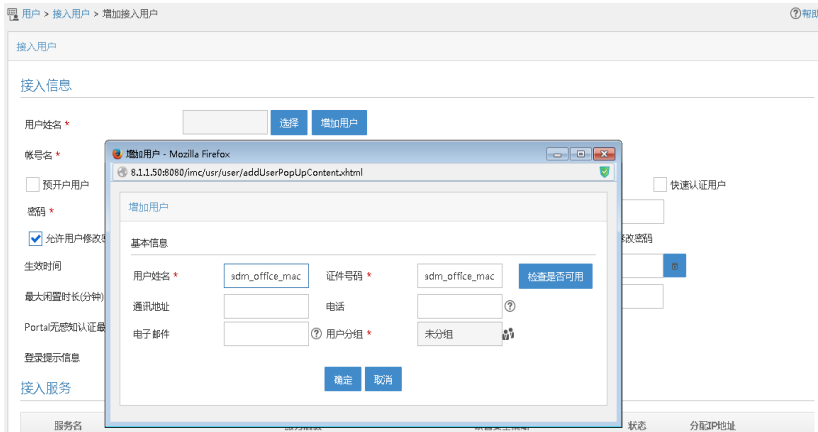 用户 > 接入用户 > 增加接入用户
帮助
接入用户
接入信息
用户姓名 *
选择
增加用户
帐号名 *
预开户用户
快速认证用户
密码 *
允许用户修改密
改密码
生效时间
最大闲置时长(分钟)
Portal无感知认证最
登录提示信息
接入服务
服务名
状态
分配IP地址
增加用户 - Mozilla Firefox
8.1.1.50:8080/imc/usr/user/addUserPopUpContent.xhtml
增加用户
基本信息
用户姓名 * sdm_office_mac 证件号码 * sdm_office_mac 检查是否可用
通讯地址 电话
电子邮件 用户分组 * 未分组
确定 取消